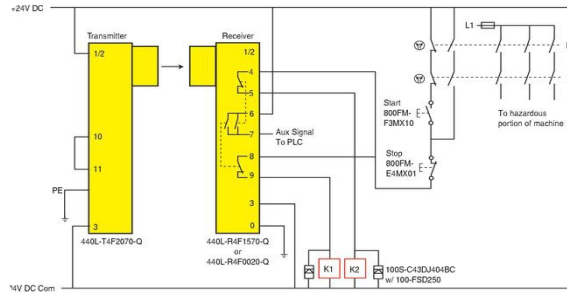 +24V DC
Transmitter
Receiver
L1
1/2
1/2
4
5
6
10
7
Aux Signal
To PLC
Start
800FM-
F3MX10
To hazardous
portion of machine
11
8
Stop
800FM-
E4MX01
9
PE
3
3
0
440L-T4F2070-Q
440L-R4F1570-Q
or
440L-R4F0020-Q
K1
K2
100S-C43DJ404BC
w/ 100-FSD250
24V DC Com